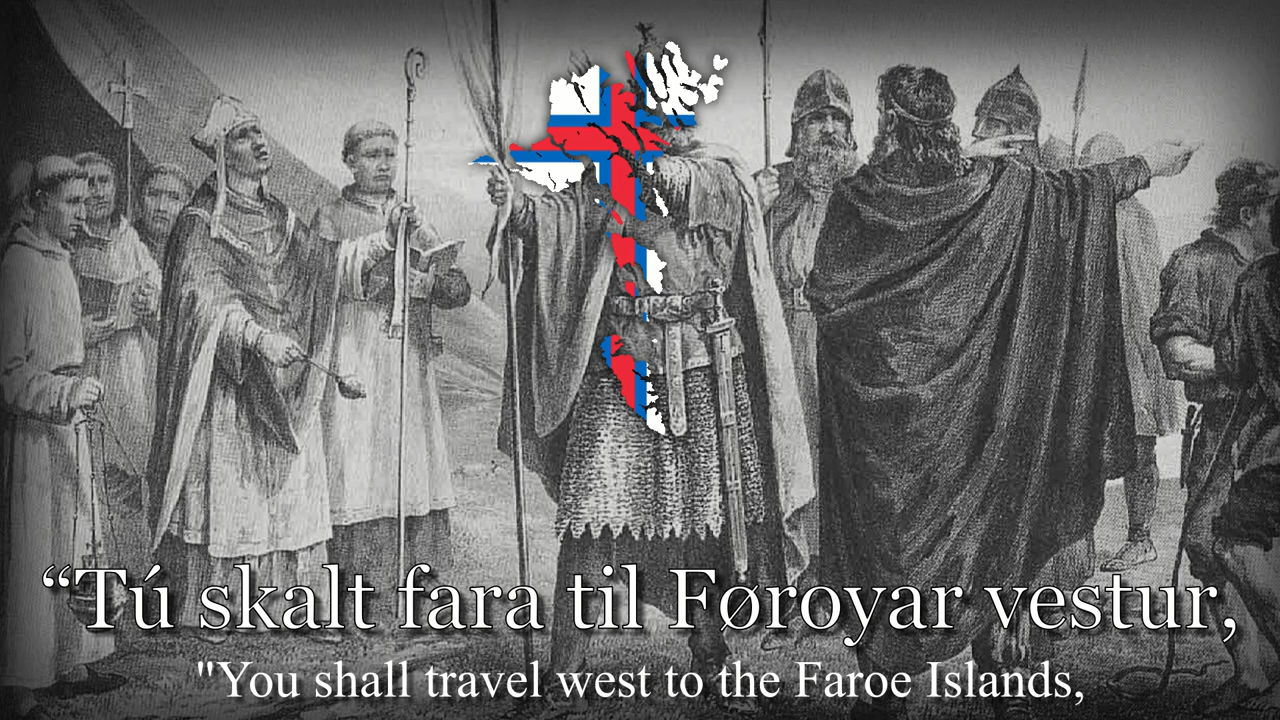 “Tú skalt fara til Føroyar vestur,
"You shall travel west to the Faroe Islands,